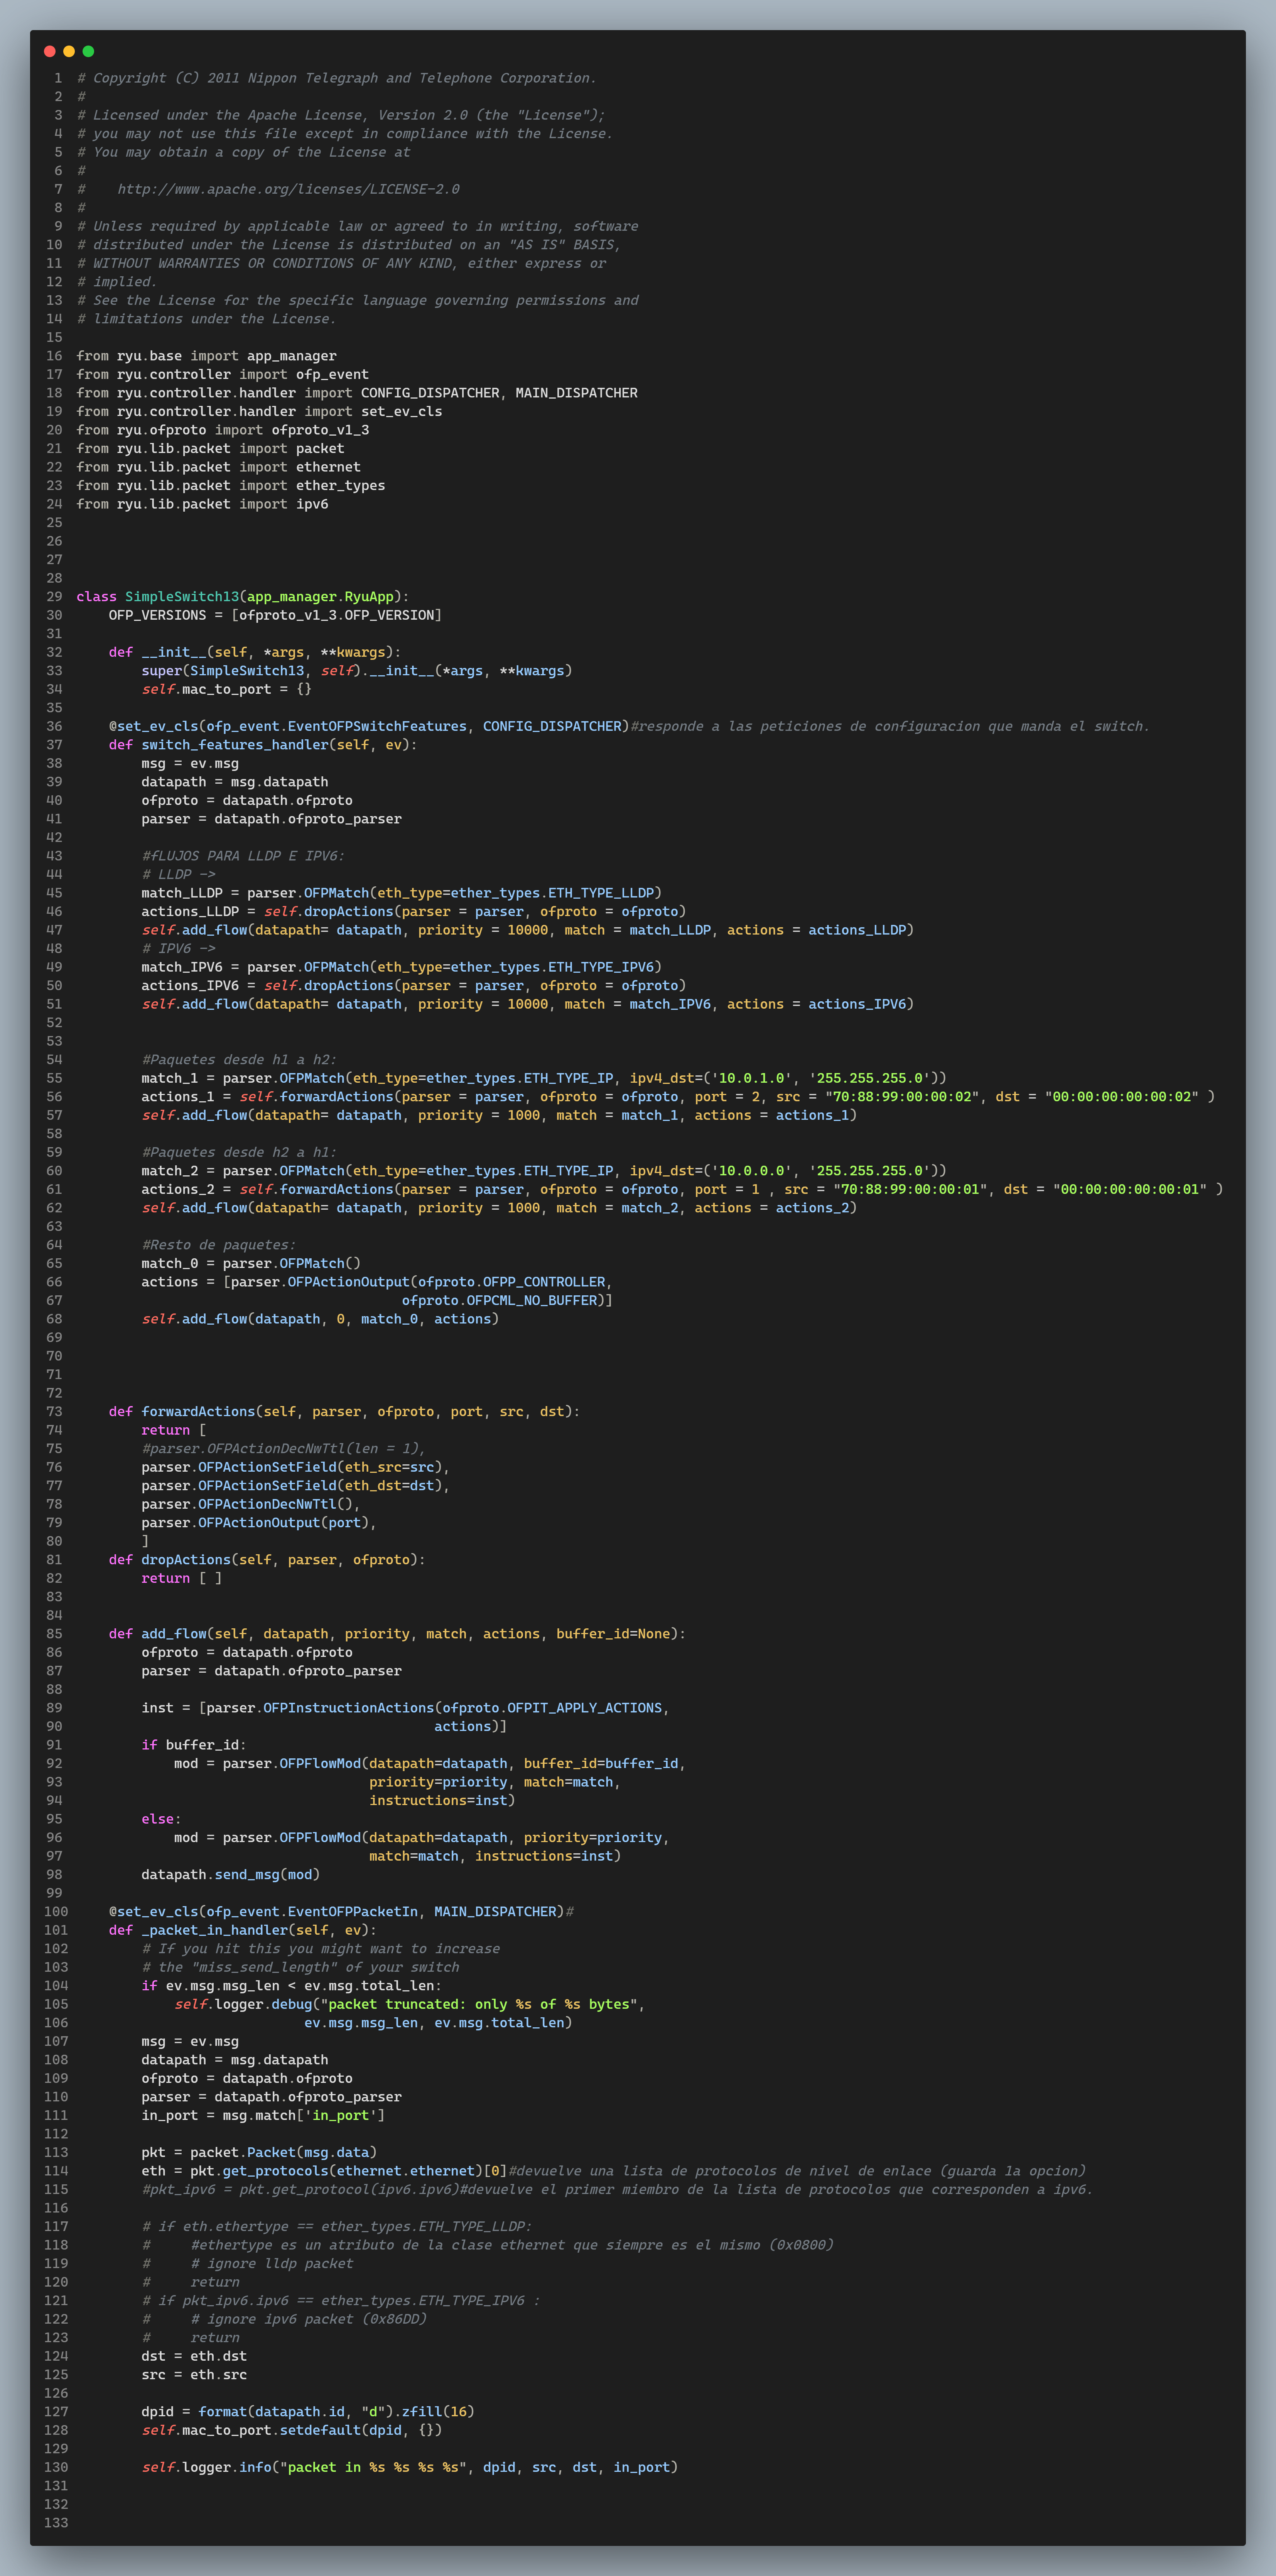 1 # Copyright (C) 2011 Nippon Telegraph and Telephone Corporation.
2 #
3 # Licensed under the Apache License, Version 2.0 (the "License");
4 # you may not use this file except in compliance with the License.
5 # You may obtain a copy of the License at
6 #
7 #    http://www.apache.org/licenses/LICENSE-2.0
8 #
9 # Unless required by applicable law or agreed to in writing, software
10 # distributed under the License is distributed on an "AS IS" BASIS,
11 # WITHOUT WARRANTIES OR CONDITIONS OF ANY KIND, either express or
12 # implied.
13 # See the License for the specific language governing permissions and
14 # limitations under the License.
15
16 from ryu.base import app_manager
17 from ryu.controller import ofp_event
18 from ryu.controller.handler import CONFIG_DISPATCHER, MAIN_DISPATCHER
19 from ryu.controller.handler import set_ev_cls
20 from ryu.ofproto import ofproto_v1_3
21 from ryu.lib.packet import packet
22 from ryu.lib.packet import ethernet
23 from ryu.lib.packet import ether_types
24 from ryu.lib.packet import ipv6
25
26
27
28
29 class SimpleSwitch13(app_manager.RyuApp):
30     OFP_VERSIONS = [ofproto_v1_3.OFP_VERSION]
31
32     def __init__(self, *args, **kwargs):
33         super(SimpleSwitch13, self).__init__(*args, **kwargs)
34         self.mac_to_port = {}
35
36     @set_ev_cls(ofp_event.EventOFPSwitchFeatures, CONFIG_DISPATCHER)#responde a las peticiones de configuracion que manda el switch.
37     def switch_features_handler(self, ev):
38         msg = ev.msg
39         datapath = msg.datapath
40         ofproto = datapath.ofproto
41         parser = datapath.ofproto_parser
42
43         #fLUJOS PARA LLDP E IPV6:
44         # LLDP ->
45         match_LLDP = parser.OFPMatch(eth_type=ether_types.ETH_TYPE_LLDP)
46         actions_LLDP = self.dropActions(parser = parser, ofproto = ofproto)
47         self.add_flow(datapath= datapath, priority = 10000, match = match_LLDP, actions = actions_LLDP)
48         # IPV6 ->
49         match_IPV6 = parser.OFPMatch(eth_type=ether_types.ETH_TYPE_IPV6)
50         actions_IPV6 = self.dropActions(parser = parser, ofproto = ofproto)
51         self.add_flow(datapath= datapath, priority = 10000, match = match_IPV6, actions = actions_IPV6)
52
53
54         #Paquetes desde h1 a h2:
55         match_1 = parser.OFPMatch(eth_type=ether_types.ETH_TYPE_IP, ipv4_dst=('10.0.1.0', '255.255.255.0'))
56         actions_1 = self.forwardActions(parser = parser, ofproto = ofproto, port = 2, src = "70:88:99:00:00:02", dst = "00:00:00:00:00:02" )
57         self.add_flow(datapath= datapath, priority = 1000, match = match_1, actions = actions_1)
58
59         #Paquetes desde h2 a h1:
60         match_2 = parser.OFPMatch(eth_type=ether_types.ETH_TYPE_IP, ipv4_dst=('10.0.0.0', '255.255.255.0'))
61         actions_2 = self.forwardActions(parser = parser, ofproto = ofproto, port = 1 , src = "70:88:99:00:00:01", dst = "00:00:00:00:00:01" )
62         self.add_flow(datapath= datapath, priority = 1000, match = match_2, actions = actions_2)
63
64         #Resto de paquetes:
65         match_0 = parser.OFPMatch()
66         actions = [parser.OFPActionOutput(ofproto.OFPP_CONTROLLER,
67                                         ofproto.OFPCML_NO_BUFFER)]
68         self.add_flow(datapath, 0, match_0, actions)
69
70
71
72
73     def forwardActions(self, parser, ofproto, port, src, dst):
74         return [
75         #parser.OFPActionDecNwTtl(len = 1),
76         parser.OFPActionSetField(eth_src=src),
77         parser.OFPActionSetField(eth_dst=dst),
78         parser.OFPActionDecNwTtl(),
79         parser.OFPActionOutput(port),
80         ]
81     def dropActions(self, parser, ofproto):
82         return [ ]
83
84
85     def add_flow(self, datapath, priority, match, actions, buffer_id=None):
86         ofproto = datapath.ofproto
87         parser = datapath.ofproto_parser
88
89         inst = [parser.OFPInstructionActions(ofproto.OFPIT_APPLY_ACTIONS,
90                                             actions)]
91         if buffer_id:
92             mod = parser.OFPFlowMod(datapath=datapath, buffer_id=buffer_id,
93                                     priority=priority, match=match,
94                                     instructions=inst)
95         else:
96             mod = parser.OFPFlowMod(datapath=datapath, priority=priority,
97                                     match=match, instructions=inst)
98         datapath.send_msg(mod)
99
100     @set_ev_cls(ofp_event.EventOFPPacketIn, MAIN_DISPATCHER)#
101     def _packet_in_handler(self, ev):
102         # If you hit this you might want to increase
103         # the "miss_send_length" of your switch
104         if ev.msg.msg_len < ev.msg.total_len:
105             self.logger.debug("packet truncated: only %s of %s bytes",
106                             ev.msg.msg_len, ev.msg.total_len)
107         msg = ev.msg
108         datapath = msg.datapath
109         ofproto = datapath.ofproto
110         parser = datapath.ofproto_parser
111         in_port = msg.match['in_port']
112
113         pkt = packet.Packet(msg.data)
114         eth = pkt.get_protocols(ethernet.ethernet)[0]#devuelve una lista de protocolos de nivel de enlace (guarda 1a opcion)
115         #pkt_ipv6 = pkt.get_protocol(ipv6.ipv6)#devuelve el primer miembro de la lista de protocolos que corresponden a ipv6.
116
117         # if eth.ethertype == ether_types.ETH_TYPE_LLDP:
118         #     #ethertype es un atributo de la clase ethernet que siempre es el mismo (0x0800)
119         #     # ignore lldp packet
120         #     return
121         # if pkt_ipv6.ipv6 == ether_types.ETH_TYPE_IPV6 :
122         #     # ignore ipv6 packet (0x86DD)
123         #     return
124         dst = eth.dst
125         src = eth.src
126
127         dpid = format(datapath.id, "d").zfill(16)
128         self.mac_to_port.setdefault(dpid, {})
129
130         self.logger.info("packet in %s %s %s %s", dpid, src, dst, in_port)
131
132
133